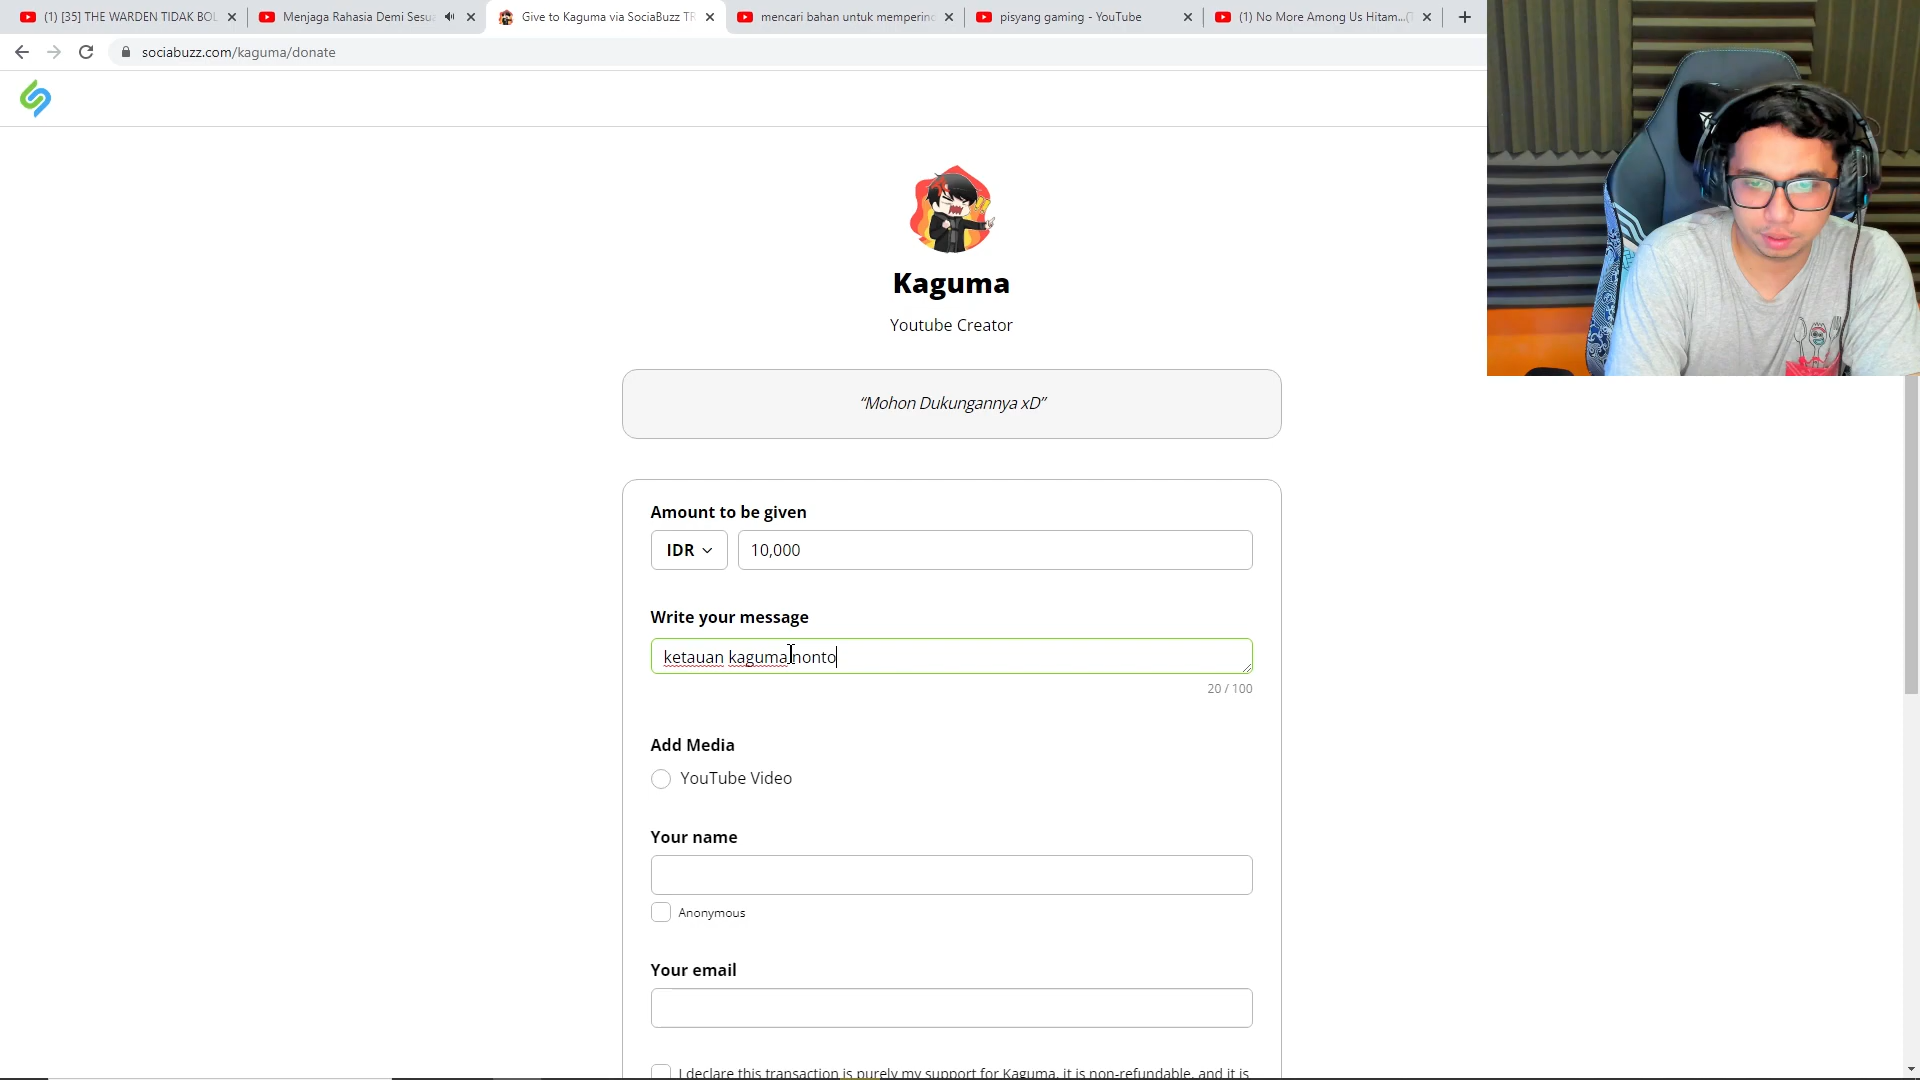 (1) [35] THE WARDEN TIDAK BOL
Menjaga Rahasia Demi Sesua
Give to Kaguma via SociaBuzz TR
mencari bahan untuk memperind
pisyang gaming - YouTube
(1) No More Among Us Hitam...(T
sociabuzz.com/kaguma/donate
Kaguma
Youtube Creator
“Mohon Dukungannya xD”
Amount to be given
IDR
10,000
Write your message
ketauan kaguma nonto
20 / 100
Add Media
YouTube Video
Your name
Anonymous
Your email
I declare this transaction is purely my support for Kaguma, it is non-refundable, and it is